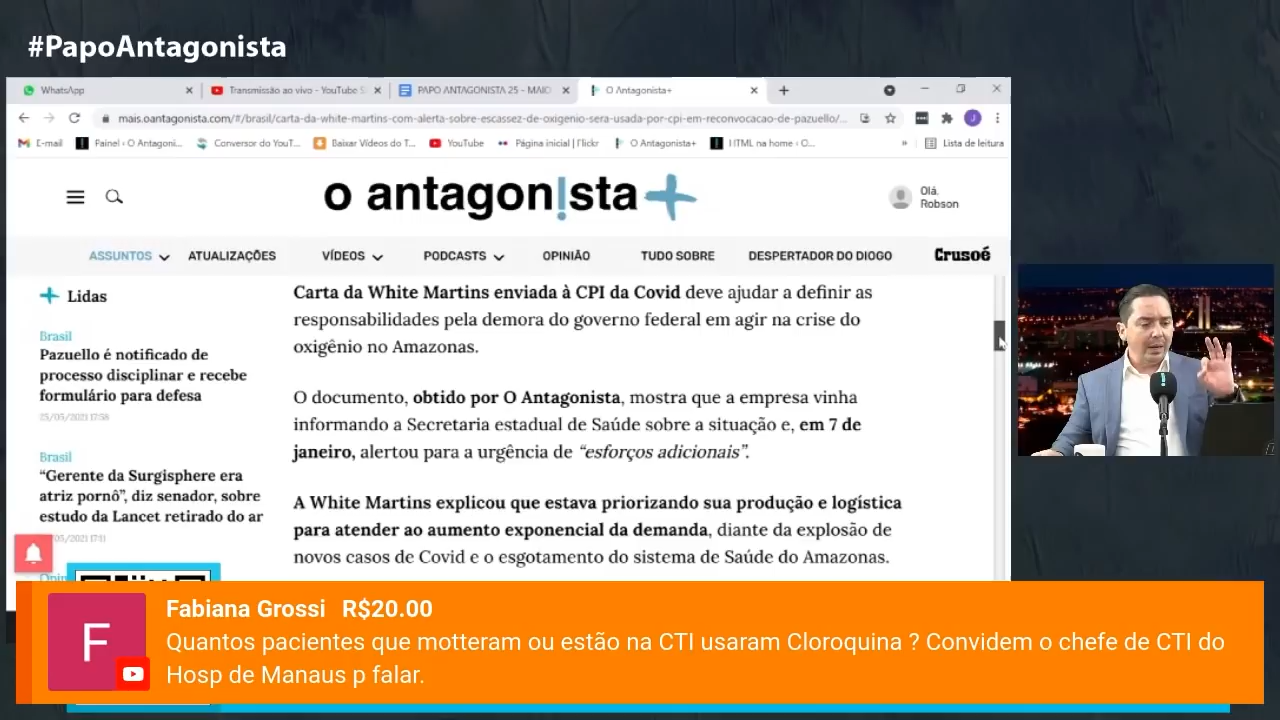 #PapoAntagonista
WhatsApp
Transmissão ao vivo - YouTube S
PAPO ANTAGONISTA 25 – MAIO
O Antagonista+
mais.oantagonista.com/#/brasil/carta-da-white-martins-com-alerta-sobre-escassez-de-oxigenio-sera-usada-por-cpi-em-reconvocacao-de-pazuello/...
J
E-mail
Painel ‹ O Antagoni...
Conversor do YouT...
Baixar Vídeos do T...
YouTube
Página inicial | Flickr
O Antagonista+
HTML na home ‹ O...
»
Lista de leitura
o antagon!sta+
Olá,
Robson
ASSUNTOS
ATUALIZAÇÕES
VÍDEOS
PODCASTS
OPINIÃO
TUDO SOBRE
DESPERTADOR DO DIOGO
Crusoé
Lidas
Brasil
Pazuello é notificado de
processo disciplinar e recebe
formulário para defesa
25/05/2021 17:58
Brasil
“Gerente da Surgisphere era
atriz pornô”, diz senador, sobre
estudo da Lancet retirado do ar
/05/2021 17:11
Carta da White Martins enviada à CPI da Covid deve ajudar a definir as
responsabilidades pela demora do governo federal em agir na crise do
oxigênio no Amazonas.
O documento, obtido por O Antagonista, mostra que a empresa vinha
informando a Secretaria estadual de Saúde sobre a situação e, em 7 de
janeiro, alertou para a urgência de “esforços adicionais”.
A White Martins explicou que estava priorizando sua produção e logística
para atender ao aumento exponencial da demanda, diante da explosão de
novos casos de Covid e o esgotamento do sistema de Saúde do Amazonas.
F
Fabiana Grossi R$20.00
Quantos pacientes que motteram ou estão na CTI usaram Cloroquina ? Convidem o chefe de CTI do
Hosp de Manaus p falar.